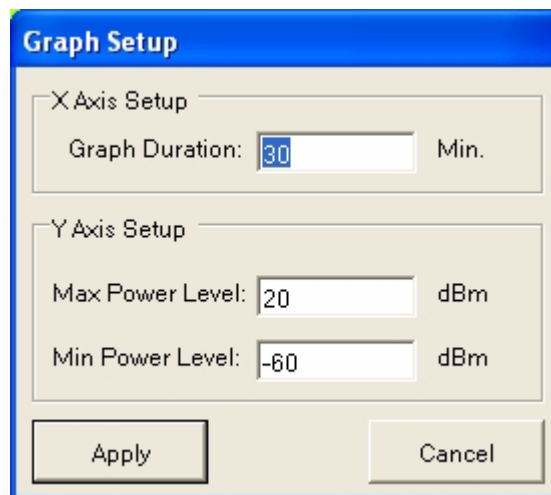 Graph Setup
X Axis Setup
Graph Duration: 30 Min.
Y Axis Setup
Max Power Level: 20 dBm
Min Power Level: -60 dBm
Apply Cancel